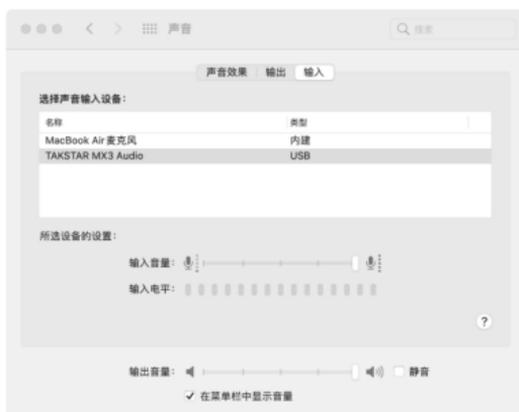 声音
搜索
声音效果 输出 输入
选择声音输入设备：
名称 类型
MacBook Air 麦克风 内建
TAKSTAR MX3 Audio USB
所选设备的设置：
输入音量：
输入电平：
?
输出音量： 静音
在菜单栏中显示音量